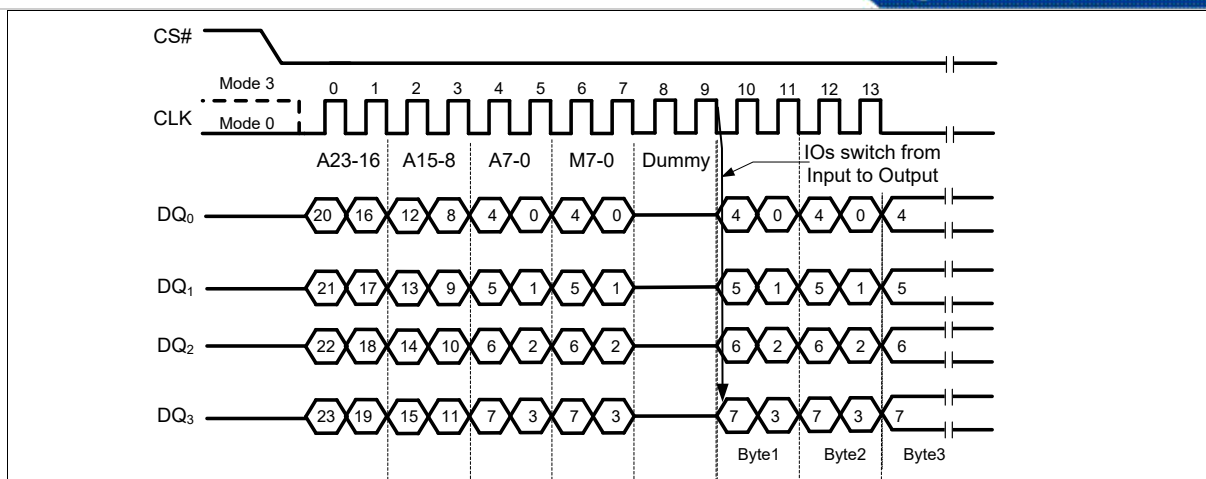 CS#
Mode 3
0 1 2 3 4 5 6 7 8 9 10 11 12 13
CLK
Mode 0
A23-16 A15-8 A7-0 M7-0 Dummy
IOs switch from
Input to Output
DQ0 20 16 12 8 4 0 4 0 4 0 4 0 4
DQ1 21 17 13 9 5 1 5 1 5 1 5 1 5
DQ2 22 18 14 10 6 2 6 2 6 2 6 2 6
DQ3 23 19 15 11 7 3 7 3 7 3 7 3 7
Byte1 Byte2 Byte3